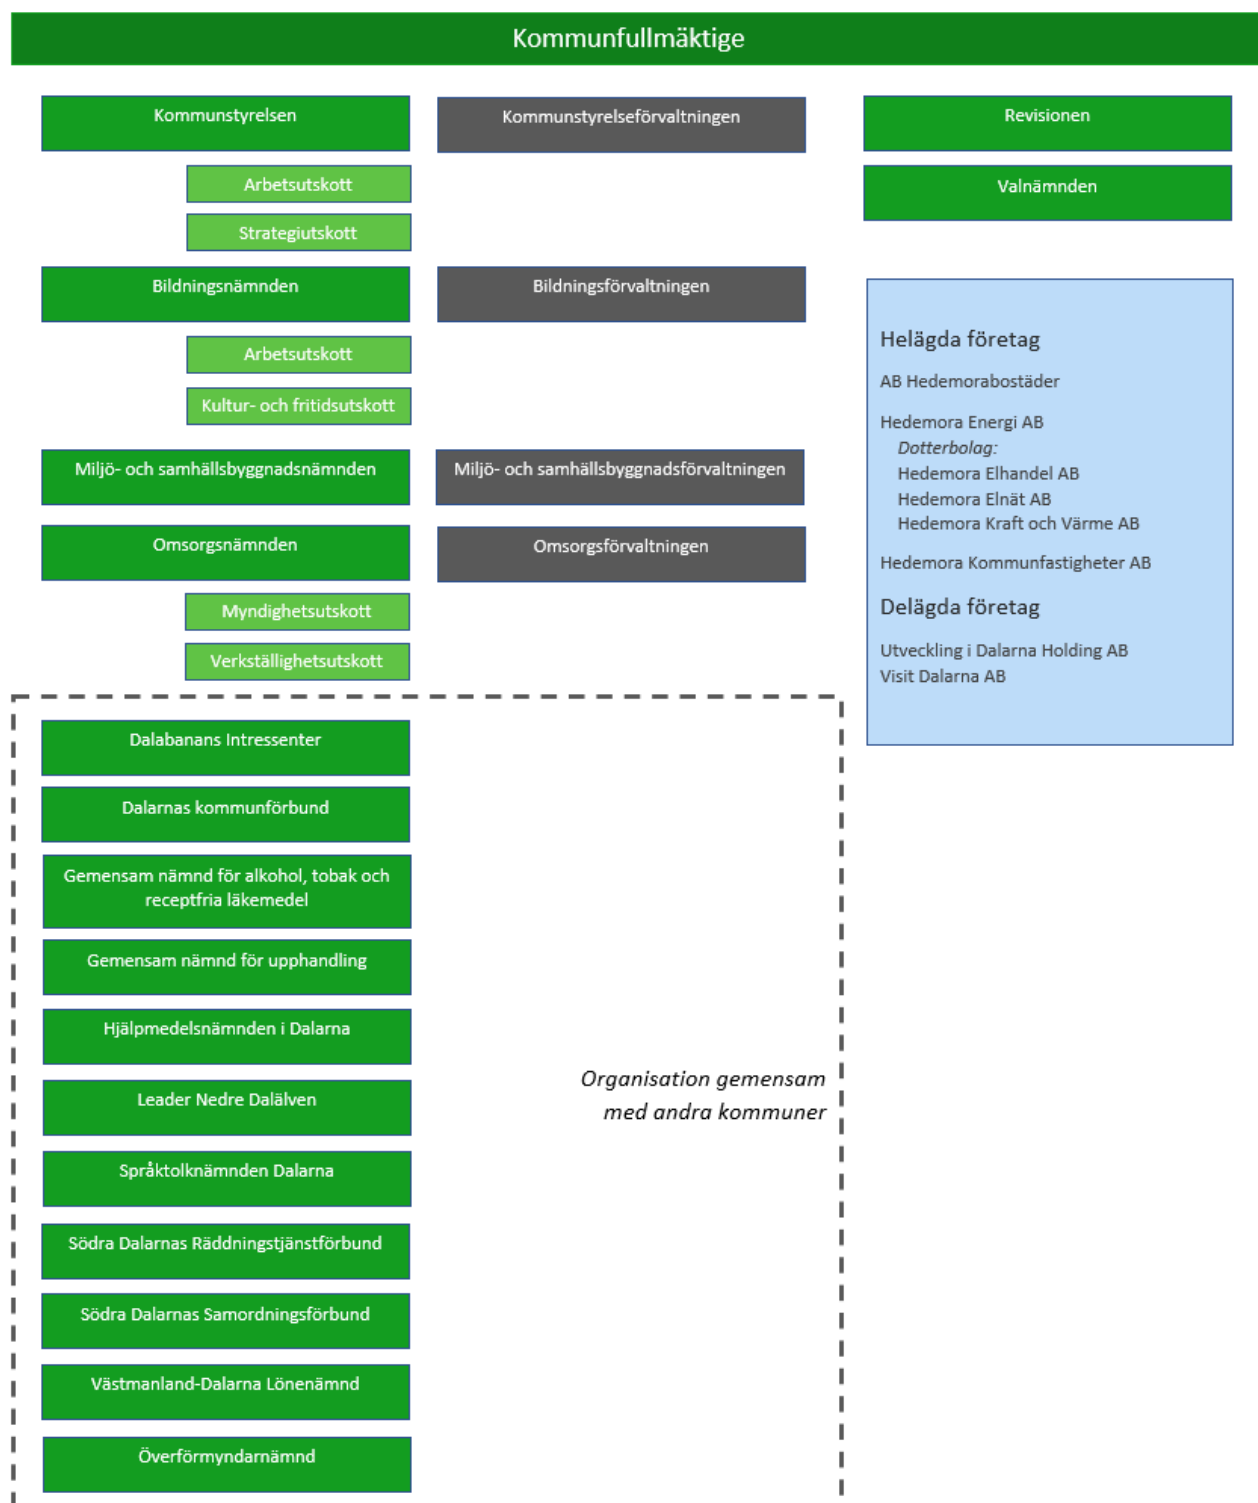 Kommunfullmäktige
Kommunstyrelsen
Kommunstyrelseförvaltningen
Revisionen
Arbetsutskott
Valnämnden
Strategiutskott
Bildningsnämnden
Bildningsförvaltningen
Arbetsutskott
Kultur- och fritidsutskott
Miljö- och samhällsbyggnadsnämnden
Miljö- och samhällsbyggnadsförvaltningen
Omsorgsnämnden
Omsorgsförvaltningen
Myndighetsutskott
Verkställighetsutskott
Helägda företag
AB Hedemorabostäder
Hedemora Energi AB
Dotterbolag:
Hedemora Elhandel AB
Hedemora Elnät AB
Hedemora Kraft och Värme AB
Hedemora Kommunfastigheter AB
Delägda företag
Utveckling i Dalarna Holding AB
Visit Dalarna AB
Dalabanans Intressenter
Dalarnas kommunförbund
Gemensam nämnd för alkohol, tobak och
receptfria läkemedel
Gemensam nämnd för upphandling
Hjälpmedelsnämnden i Dalarna
Leader Nedre Dalälven
Språktolknämnden Dalarna
Södra Dalarnas Räddningstjänstförbund
Södra Dalarnas Samordningsförbund
Västmanland-Dalarna Lönenämnd
Överförmyndarnämnd
Organisation gemensam
med andra kommuner